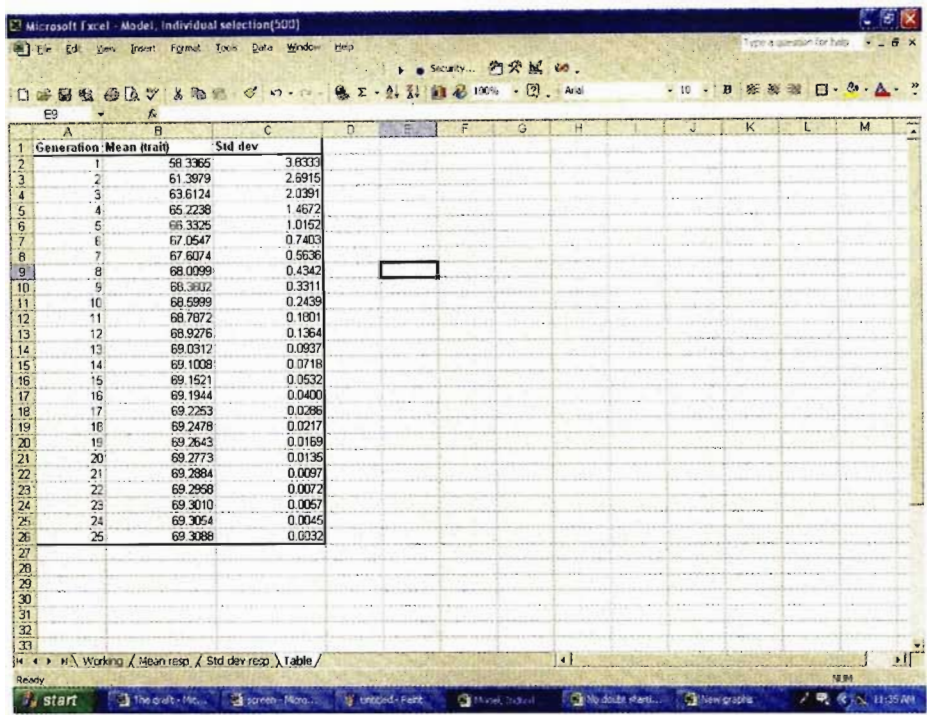 Microsoft Excel - Model, Individual selection(500)
File Edit View Insert Format Tools Data Window Help Type a question for help
Security...
100% Arial 10 B
E9 fx
A B C D E F G H I J K L M
1 Generation Mean (trait) Std dev
2 1 58.3365 3.8333
3 2 61.3979 2.6915
4 3 63.6124 2.0391
5 4 65.2238 1.4672
6 5 66.3325 1.0152
7 6 67.0547 0.7403
8 7 67.6074 0.5636
9 8 68.0099 0.4342
10 9 0.3311
11 10 68.5999 0.2439
12 11 68.7872 0.1801
13 12 68.9276 0.1364
14 13 69.0312 0.0937
15 14 69.1008 0.0718
16 15 69.1521 0.0532
17 16 69.1944 0.0400
18 17 69.2253 0.0286
19 18 69.2478 0.0217
20 19 69.2643 0.0169
21 20 69.2773 0.0135
22 21 69.2884 0.0097
23 22 69.2958 0.0072
24 23 69.3010 0.0057
25 24 69.3054 0.0045
26 25 69.3088 0.0032
27
28
29
30
31
32
33
Working Mean resp Std dev resp Table
Ready NUM
start The draft - Mic... screen - Micro... untitled - Paint No doubt starti... New graphs 11:35 AM